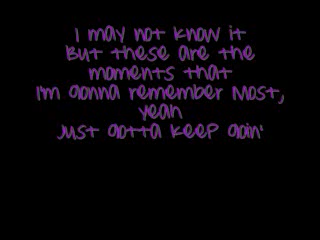 I may not know it
But these are the
moments that
I'm gonna remember Most,
yeah
Just gotta keep goin'